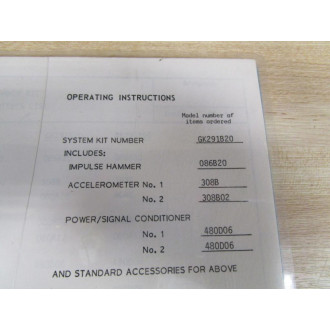 OPERATING INSTRUCTIONS
Model number of
items ordered
SYSTEM KIT NUMBER GK291B20
INCLUDES:
IMPULSE HAMMER 086B20
ACCELEROMETER No. 1 308B
No. 2 308B02
POWER/SIGNAL CONDITIONER
No. 1 480D06
No. 2 480D06
AND STANDARD ACCESSORIES FOR ABOVE